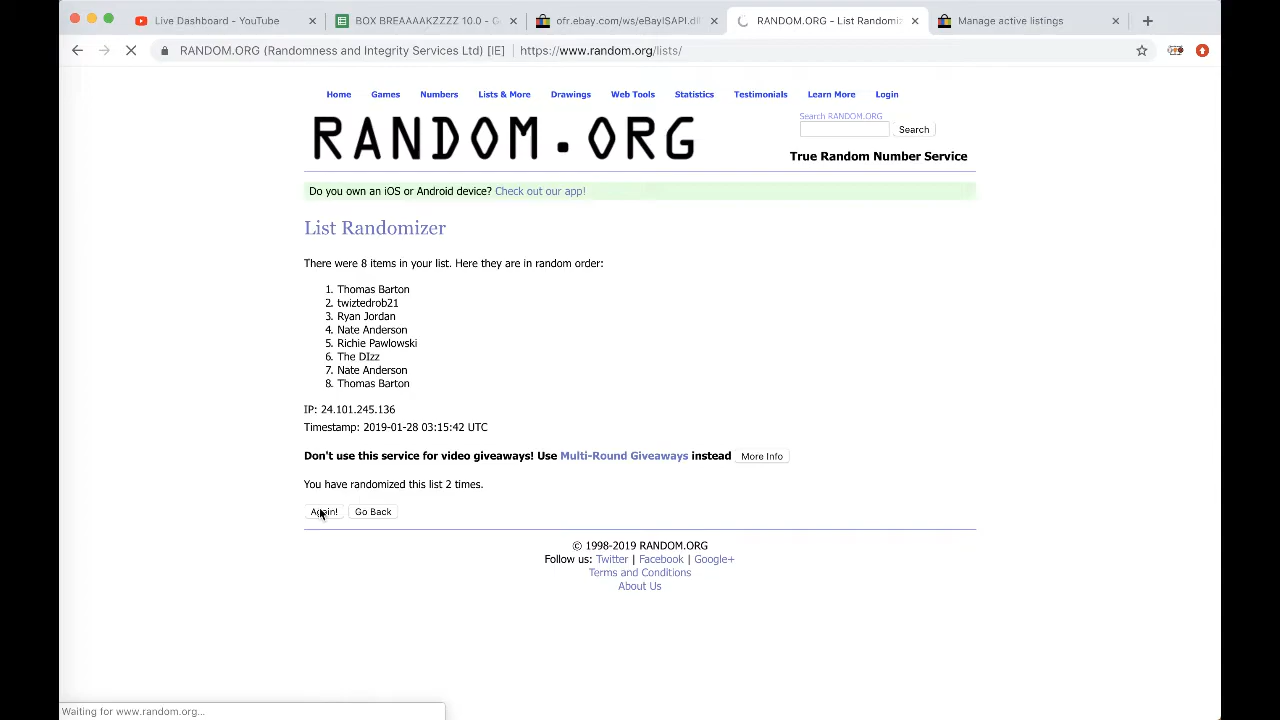 Live Dashboard - YouTube
BOX BREAAAAKZZZZ 10.0 - G
ofr.ebay.com/ws/eBayISAPI.dl
RANDOM.ORG - List Randomiz
Manage active listings
RANDOM.ORG (Randomness and Integrity Services Ltd) [IE] | https://www.random.org/lists/
Home Games Numbers Lists & More Drawings Web Tools Statistics Testimonials Learn More Login
RANDOM.ORG
Search RANDOM.ORG
Search
True Random Number Service
Do you own an iOS or Android device? Check out our app!
List Randomizer
There were 8 items in your list. Here they are in random order:
1. Thomas Barton
2. twiztedrob21
3. Ryan Jordan
4. Nate Anderson
5. Richie Pawlowski
6. The DIzz
7. Nate Anderson
8. Thomas Barton
IP: 24.101.245.136
Timestamp: 2019-01-28 03:15:42 UTC
Don't use this service for video giveaways! Use Multi-Round Giveaways instead More Info
You have randomized this list 2 times.
Again! Go Back
© 1998-2019 RANDOM.ORG
Follow us: Twitter | Facebook | Google+
Terms and Conditions
About Us
Waiting for www.random.org...